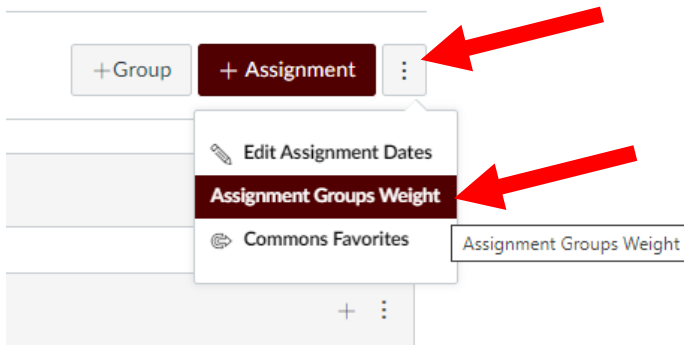 +Group
+ Assignment
Edit Assignment Dates
Assignment Groups Weight
Commons Favorites
Assignment Groups Weight
+